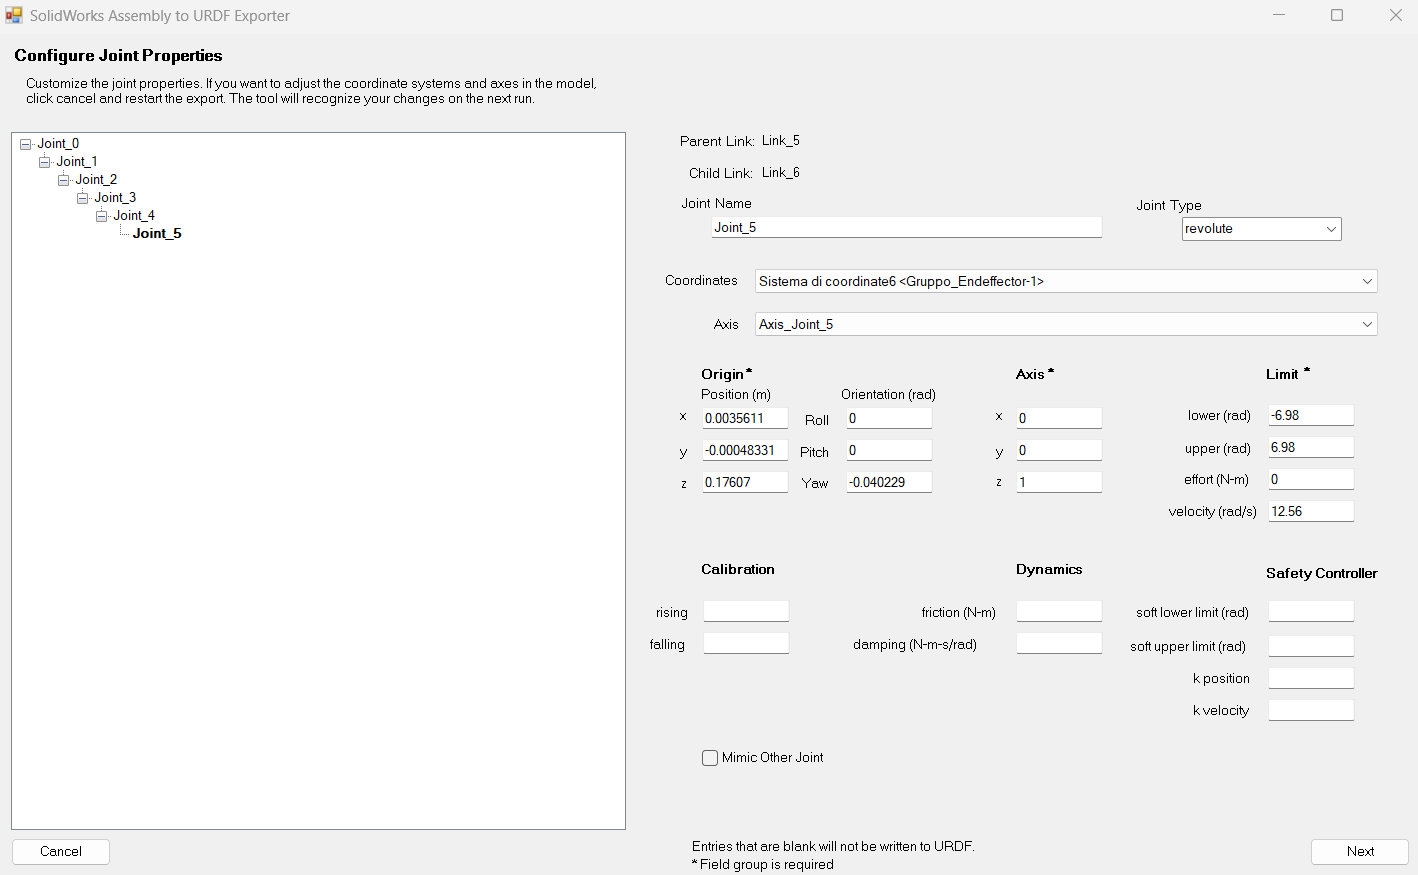 SolidWorks Assembly to URDF Exporter
Configure Joint Properties
Customize the joint properties. If you want to adjust the coordinate systems and axes in the model,
click cancel and restart the export. The tool will recognize your changes on the next run.
Joint_0
Joint_1
Joint_2
Joint_3
Joint_4
Joint_5
Parent Link: Link_5
Child Link: Link_6
Joint Name
Joint_5
Joint Type
revolute
Coordinates Sistema di coordinate6 <Gruppo_Endeffector-1>
Axis Axis_Joint_5
Origin*
Position (m) Orientation (rad)
x 0.0035611 Roll 0
y -0.00048331 Pitch 0
z 0.17607 Yaw -0.040229
Axis*
x 0
y 0
z 1
Limit *
lower (rad) -6.98
upper (rad) 6.98
effort (N-m) 0
velocity (rad/s) 12.56
Calibration
rising
falling
Dynamics
friction (N-m)
damping (N-m-s/rad)
Safety Controller
soft lower limit (rad)
soft upper limit (rad)
k position
k velocity
Mimic Other Joint
Cancel
Entries that are blank will not be written to URDF.
* Field group is required
Next